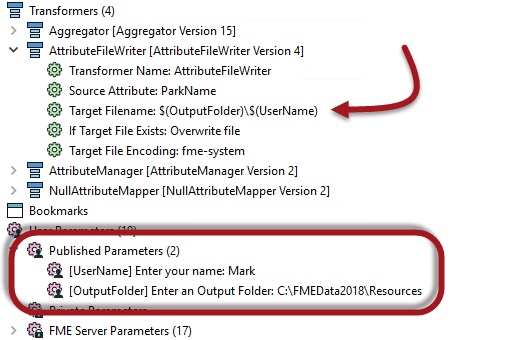 Transformers (4)
Aggregator [Aggregator Version 15]
AttributeFileWriter [AttributeFileWriter Version 4]
Transformer Name: AttributeFileWriter
Source Attribute: ParkName
Target Filename: $(OutputFolder)\$(UserName)
If Target File Exists: Overwrite file
Target File Encoding: fme-system
AttributeManager [AttributeManager Version 2]
NullAttributeMapper [NullAttributeMapper Version 2]
Bookmarks
User Parameters (19)
Published Parameters (2)
[UserName] Enter your name: Mark
[OutputFolder] Enter an Output Folder: C:\FMEData2018\Resources
Private Parameters
FME Server Parameters (17)